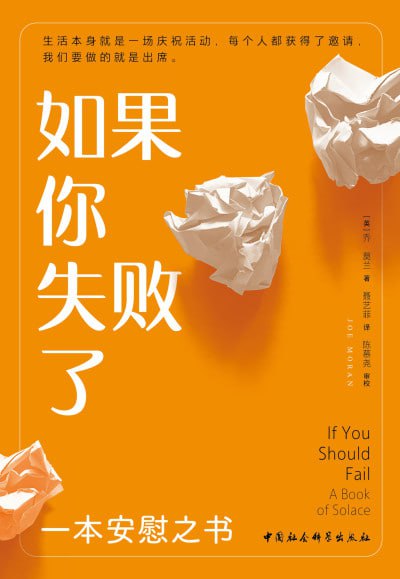 生活本身就是一场庆祝活动，每个人都获得了邀请，
我们要做的就是出席。
如果
你
失败
了
[英]乔 莫兰 著
聂艺菲 译 陈慕尧 审校
JOE MORAN
If You
Should
Fail
A Book
of Solace
一本安慰之书
中国社会科学出版社